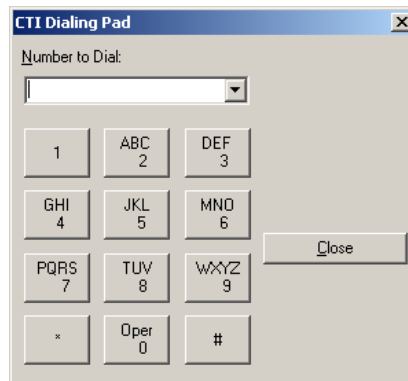 CTI Dialing Pad
Number to Dial:
1
ABC
2
DEF
3
GHI
4
JKL
5
MNO
6
Close
PQRS
7
TUV
8
WXYZ
9
*
Oper
0
#